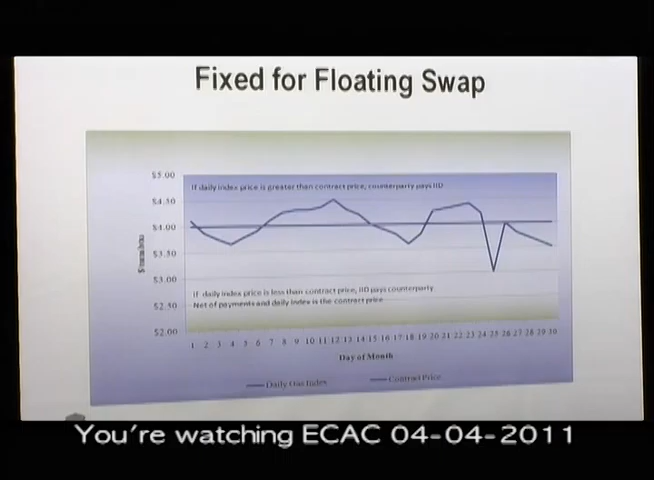 Fixed for Floating Swap
$5.00
If daily index price is greater than contract price, counterparty pays IID
$4.50
$4.00
$3.50
$3.00
If daily index price is less than contract price, IID pays counterparty
Net of payments and daily index is the contract price
$2.50
$2.00
1 2 3 4 5 6 7 8 9 10 11 12 13 14 15 16 17 18 19 20 21 22 23 24 25 26 27 28 29 30
Day of Month
Daily Gas Index
Contract Price
You're watching ECAC 04-04-2011